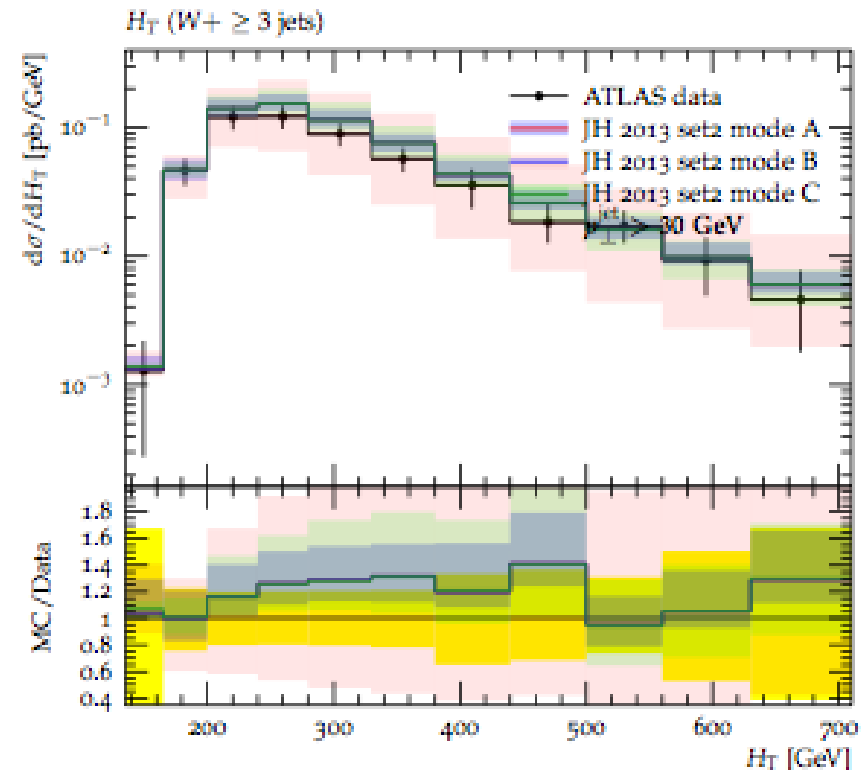 H_T (W+ ≥ 3 jets)
dσ/dH_T [pb/GeV]
10⁻¹
10⁻²
10⁻³
ATLAS data
JH 2013 set2 mode A
JH 2013 set2 mode B
JH 2013 set2 mode C
jet
> 30 GeV
MC/Data
1.8
1.6
1.4
1.2
1
0.8
0.6
0.4
200 300 400 500 600 700
H_T [GeV]